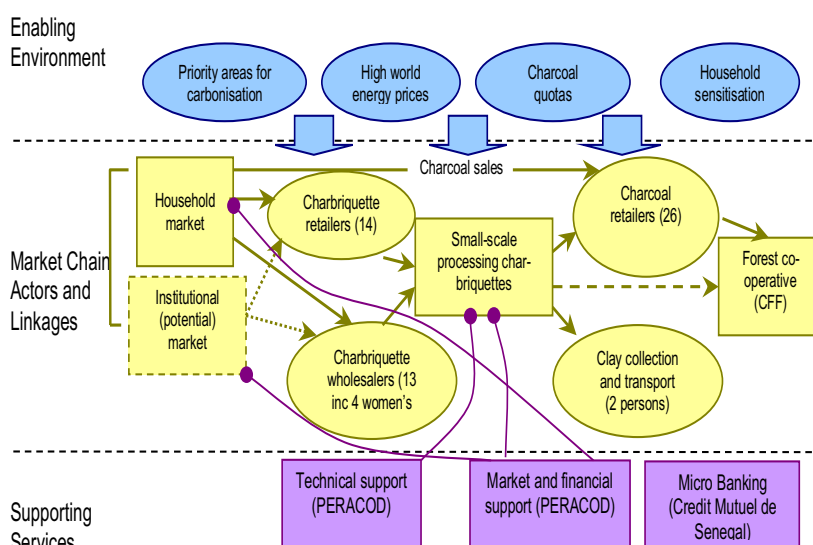 Enabling
Environment
Priority areas for
carbonisation
High world
energy prices
Charcoal
quotas
Household
sensitisation
Charcoal sales
Market Chain
Actors and
Linkages
Household
market
Institutional
(potential)
market
Charbriquette
retailers (14)
Charbriquette
wholesalers (13
inc 4 women's
Small-scale
processing char-
briquettes
Charcoal
retailers (26)
Clay collection
and transport
(2 persons)
Forest co-
operative
(CFF)
Supporting
Services
Technical support
(PERACOD)
Market and financial
support (PERACOD)
Micro Banking
(Credit Mutuel de
Senegal)